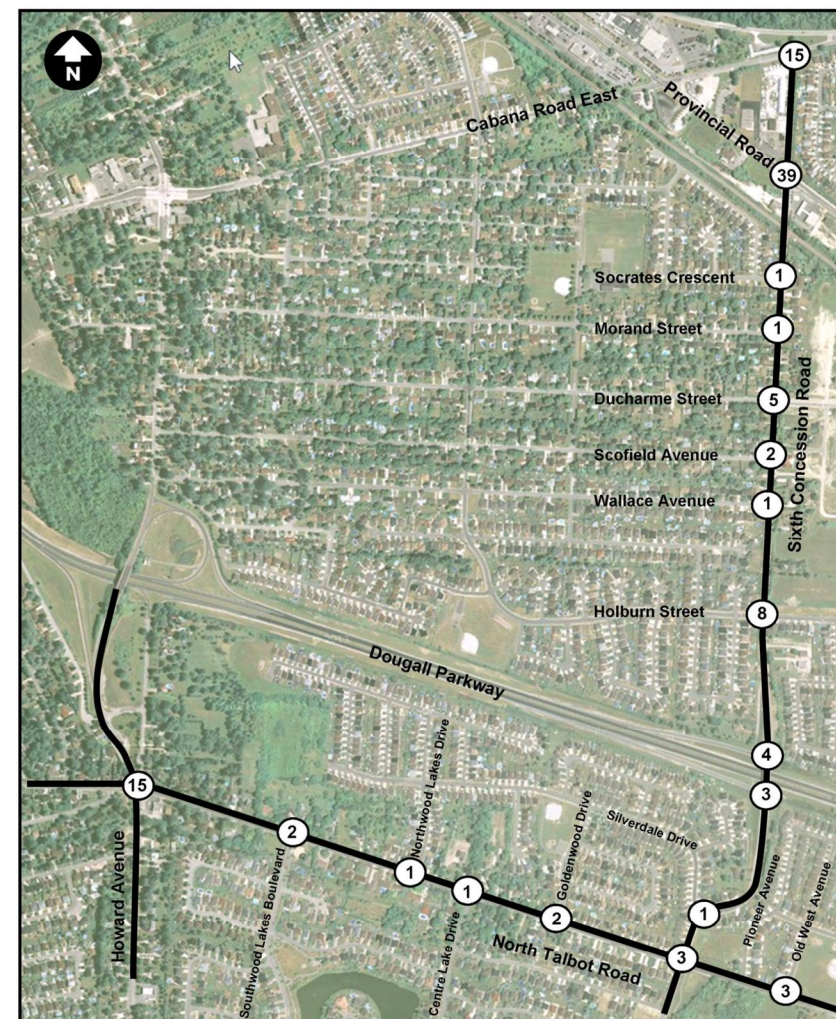 N
15
Cabana Road East
Provincial Road
39
Socrates Crescent
1
Morand Street
1
Ducharme Street
5
Sixth Concession Road
Scofield Avenue
2
Wallace Avenue
1
Holburn Street
8
Dougall Parkway
4
3
15
Howard Avenue
2
Southwood Lakes Boulevard
Northwood Lakes Drive
1
1
Centre Lake Drive
Goldenwood Drive
2
Silverdale Drive
North Talbot Road
1
3
Pioneer Avenue
Old West Avenue
3